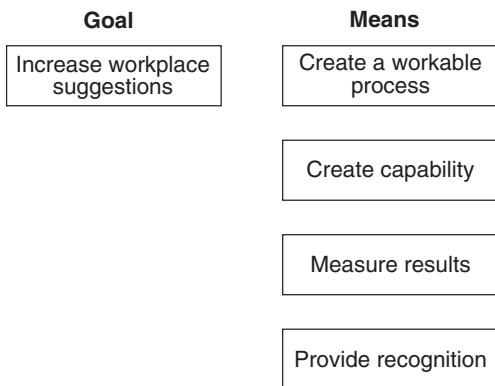 Goal
Means
Increase workplace
suggestions
Create a workable
process
Create capability
Measure results
Provide recognition